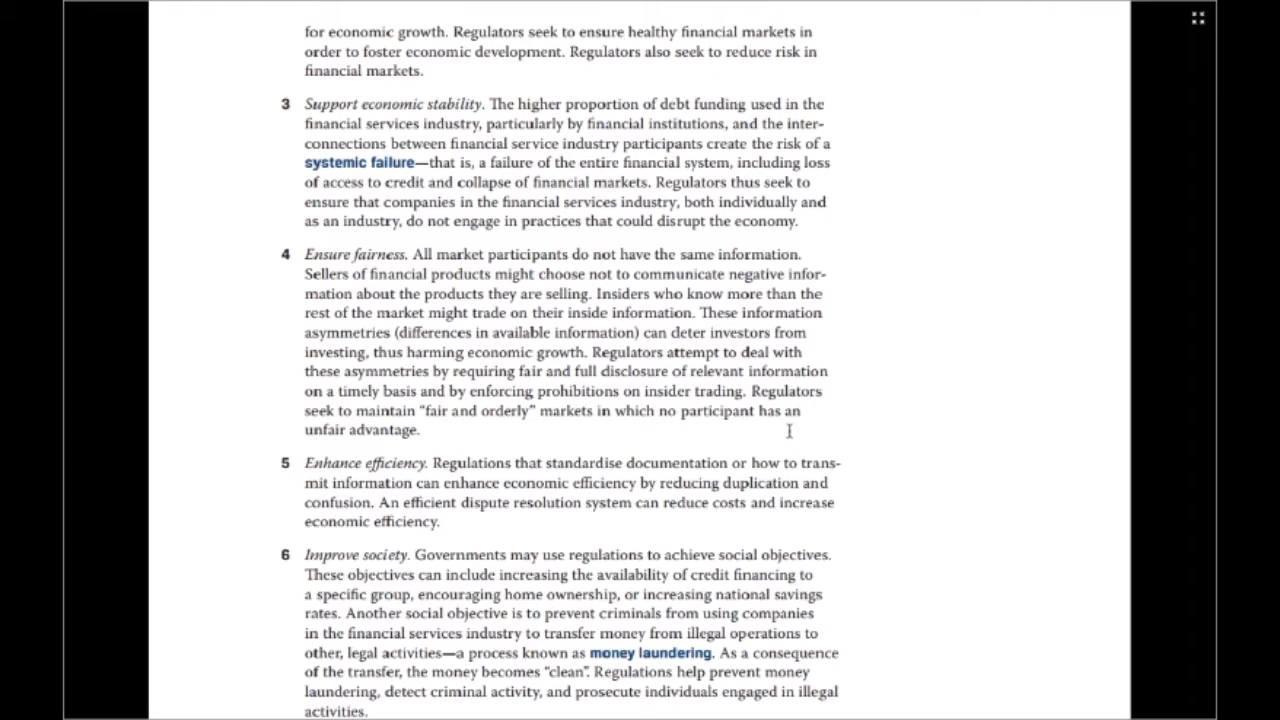 for economic growth. Regulators seek to ensure healthy financial markets in
order to foster economic development. Regulators also seek to reduce risk in
financial markets.
3 Support economic stability. The higher proportion of debt funding used in the
financial services industry, particularly by financial institutions, and the inter-
connections between financial service industry participants create the risk of a
systemic failure—that is, a failure of the entire financial system, including loss
of access to credit and collapse of financial markets. Regulators thus seek to
ensure that companies in the financial services industry, both individually and
as an industry, do not engage in practices that could disrupt the economy.
4 Ensure fairness. All market participants do not have the same information.
Sellers of financial products might choose not to communicate negative infor-
mation about the products they are selling. Insiders who know more than the
rest of the market might trade on their inside information. These information
asymmetries (differences in available information) can deter investors from
investing, thus harming economic growth. Regulators attempt to deal with
these asymmetries by requiring fair and full disclosure of relevant information
on a timely basis and by enforcing prohibitions on insider trading. Regulators
seek to maintain “fair and orderly” markets in which no participant has an
unfair advantage.
5 Enhance efficiency. Regulations that standardise documentation or how to trans-
mit information can enhance economic efficiency by reducing duplication and
confusion. An efficient dispute resolution system can reduce costs and increase
economic efficiency.
6 Improve society. Governments may use regulations to achieve social objectives.
These objectives can include increasing the availability of credit financing to
a specific group, encouraging home ownership, or increasing national savings
rates. Another social objective is to prevent criminals from using companies
in the financial services industry to transfer money from illegal operations to
other, legal activities—a process known as money laundering. As a consequence
of the transfer, the money becomes “clean”. Regulations help prevent money
laundering, detect criminal activity, and prosecute individuals engaged in illegal
activities.